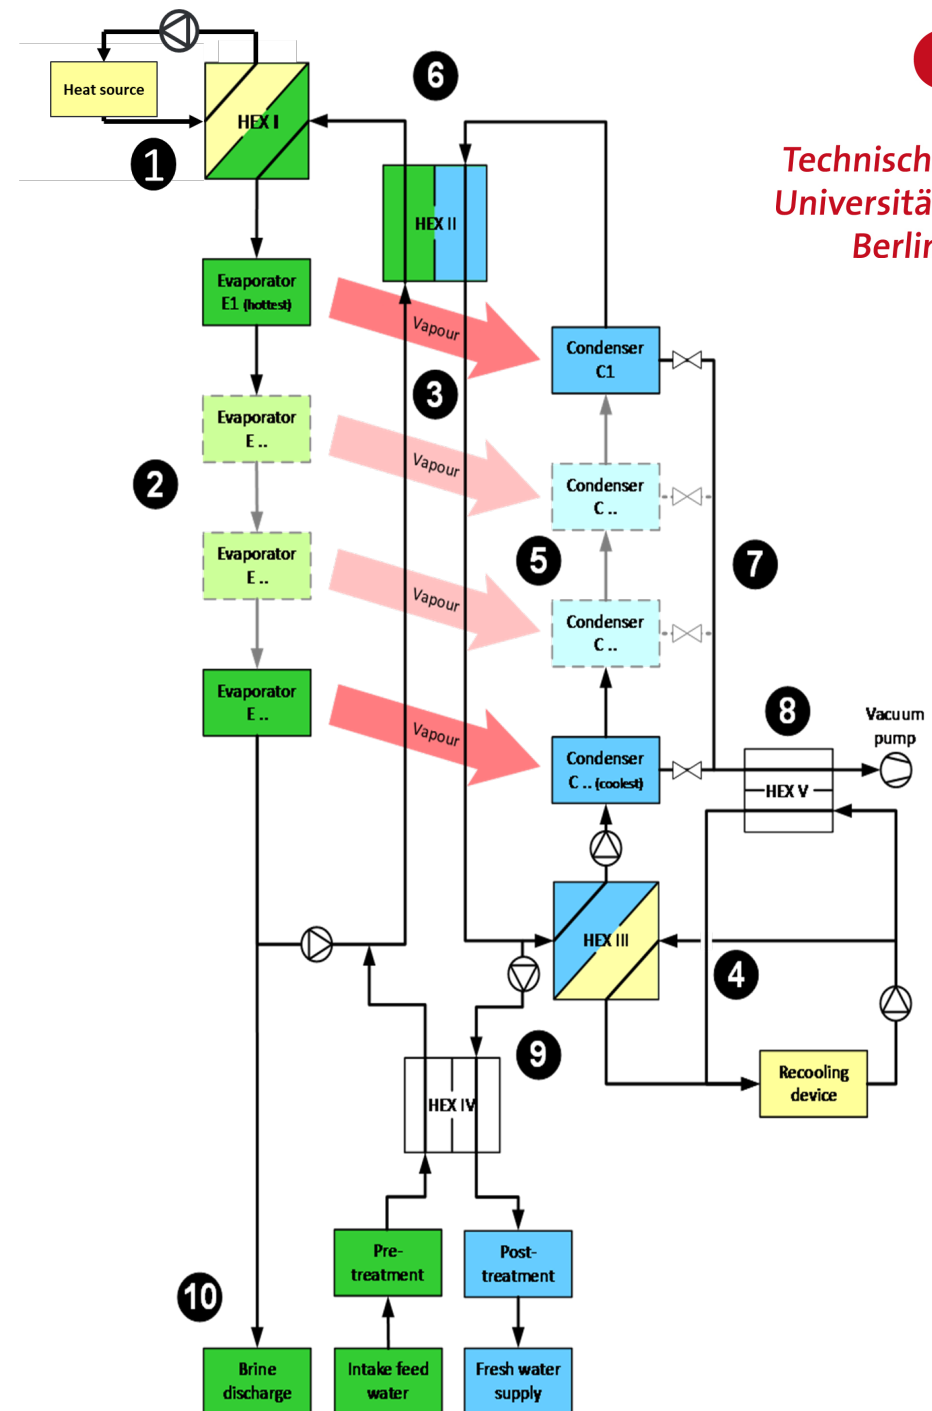 Heat source
HEX I
1
6
Technisch
Universitä
Berlin
HEX II
Evaporator
E1 (hottest)
Vapour
Condenser
C1
3
Evaporator
E ..
Vapour
Condenser
C ..
2
5
7
Evaporator
E ..
Vapour
Condenser
C ..
Evaporator
E ..
Vapour
Condenser
C .. (coolest)
8
Vacuum
pump
HEX V
HEX III
4
9
Recooling
device
HEX IV
Pre-
treatment
Post-
treatment
10
Brine
discharge
Intake feed
water
Fresh water
supply